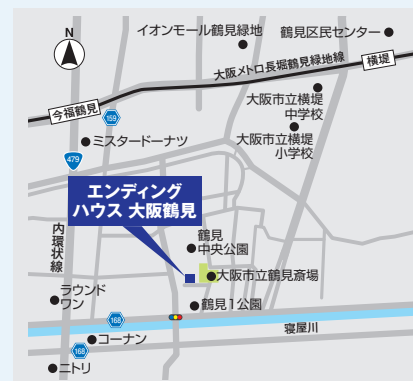 N
イオンモール鶴見緑地
鶴見区民センター
大阪メトロ長堀鶴見緑地線
横堤
今福鶴見
159
大阪市立横堤
中学校
大阪市立横堤
小学校
ミスタードーナツ
479
エンディング
ハウス 大阪鶴見
内環状線
鶴見
中央公園
大阪市立鶴見斎場
ラウンド
ワン
鶴見1公園
168
寝屋川
コーナン
168
ニトリ